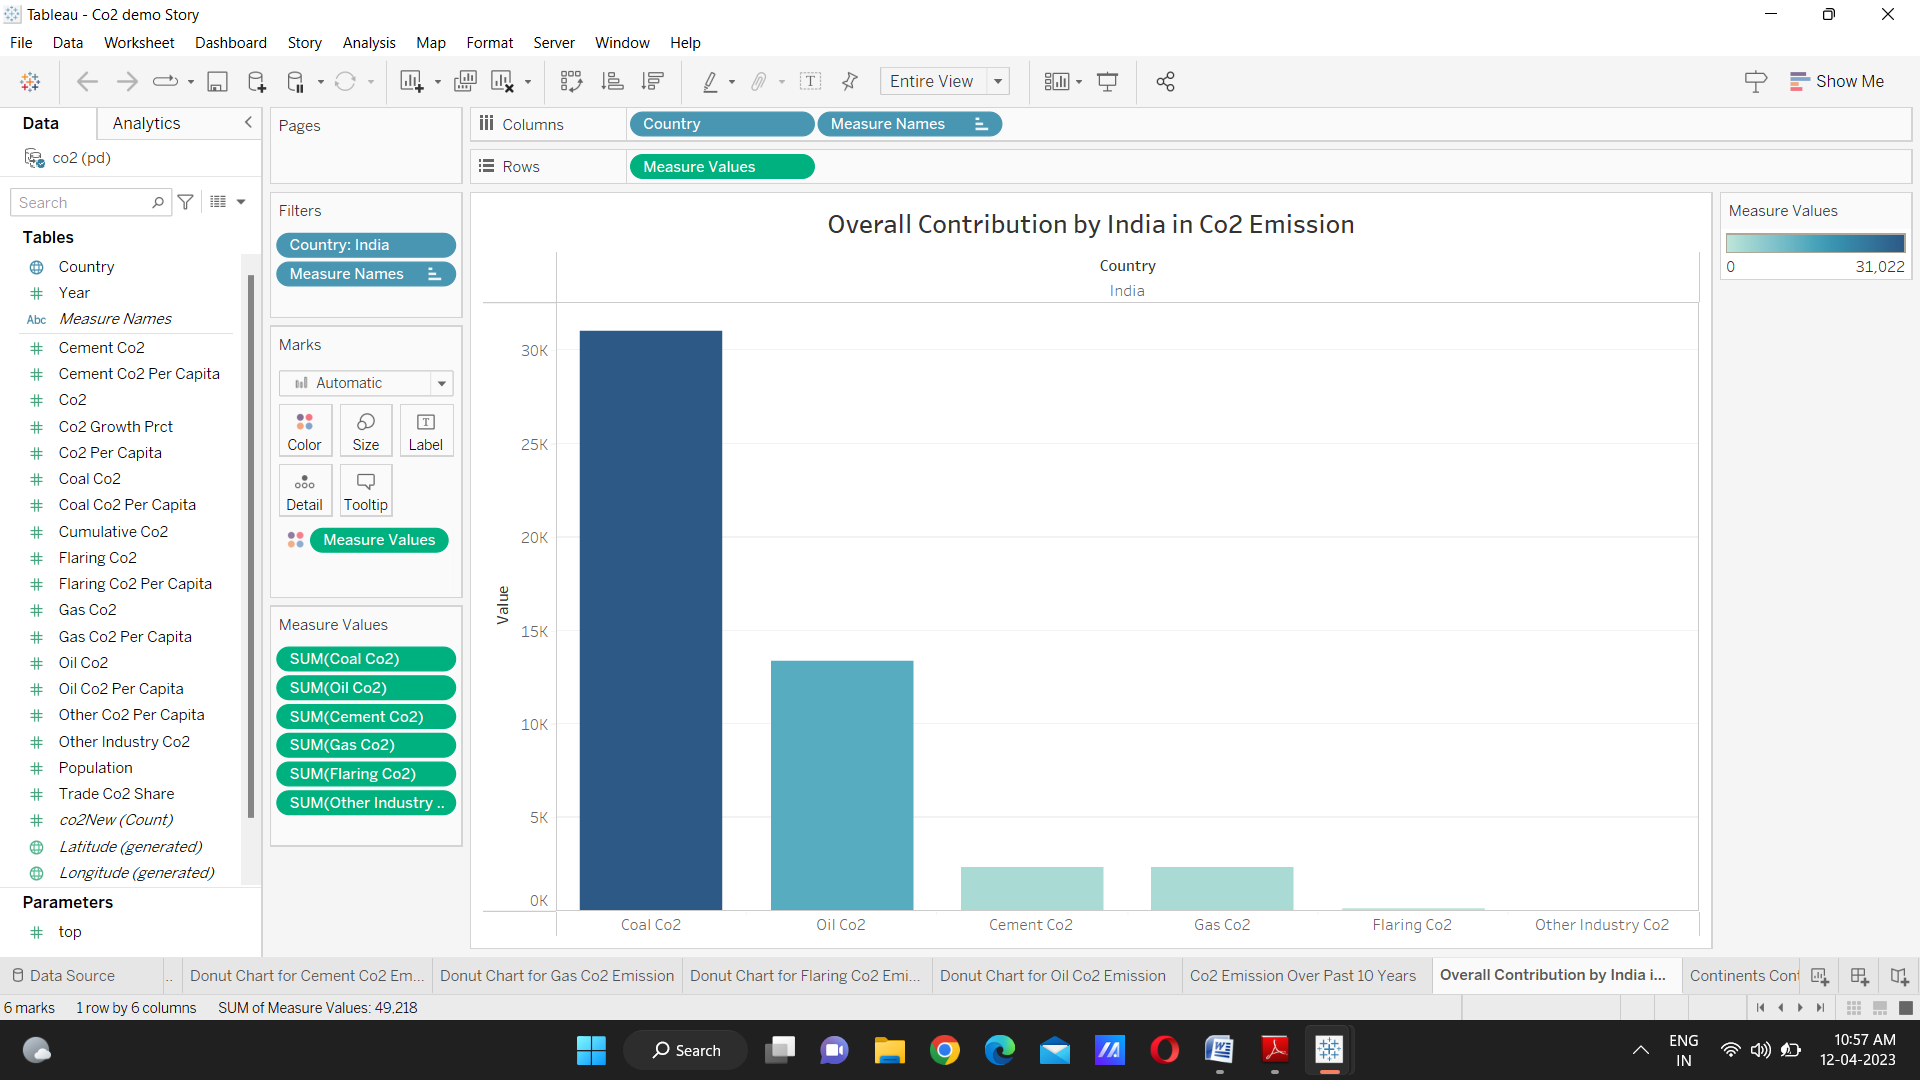 Tableau - Co2 demo Story
File Data Worksheet Dashboard Story Analysis Map Format Server Window Help
Entire View
Show Me
Data
Analytics
co2 (pd)
Search
Tables
Country
Year
Abc Measure Names
Cement Co2
Cement Co2 Per Capita
Co2
Co2 Growth Prct
Co2 Per Capita
Coal Co2
Coal Co2 Per Capita
Cumulative Co2
Flaring Co2
Flaring Co2 Per Capita
Gas Co2
Gas Co2 Per Capita
Oil Co2
Oil Co2 Per Capita
Other Co2 Per Capita
Other Industry Co2
Population
Trade Co2 Share
co2New (Count)
Latitude (generated)
Longitude (generated)
Parameters
top
Pages
Filters
Country: India
Measure Names
Marks
Automatic
Color
Size
T
Label
Detail
Tooltip
Measure Values
Measure Values
SUM(Coal Co2)
SUM(Oil Co2)
SUM(Cement Co2)
SUM(Gas Co2)
SUM(Flaring Co2)
SUM(Other Industry ..
Columns
Country
Measure Names
Rows
Measure Values
Overall Contribution by India in Co2 Emission
Country
India
Value
30K
25K
20K
15K
10K
5K
0K
Coal Co2
Oil Co2
Cement Co2
Gas Co2
Flaring Co2
Other Industry Co2
Measure Values
0
31,022
Data Source
..
Donut Chart for Cement Co2 Em...
Donut Chart for Gas Co2 Emission
Donut Chart for Flaring Co2 Emi...
Donut Chart for Oil Co2 Emission
Co2 Emission Over Past 10 Years
Overall Contribution by India i...
Continents Cont
6 marks
1 row by 6 columns
SUM of Measure Values: 49,218
Search
ENG
IN
10:57 AM
12-04-2023